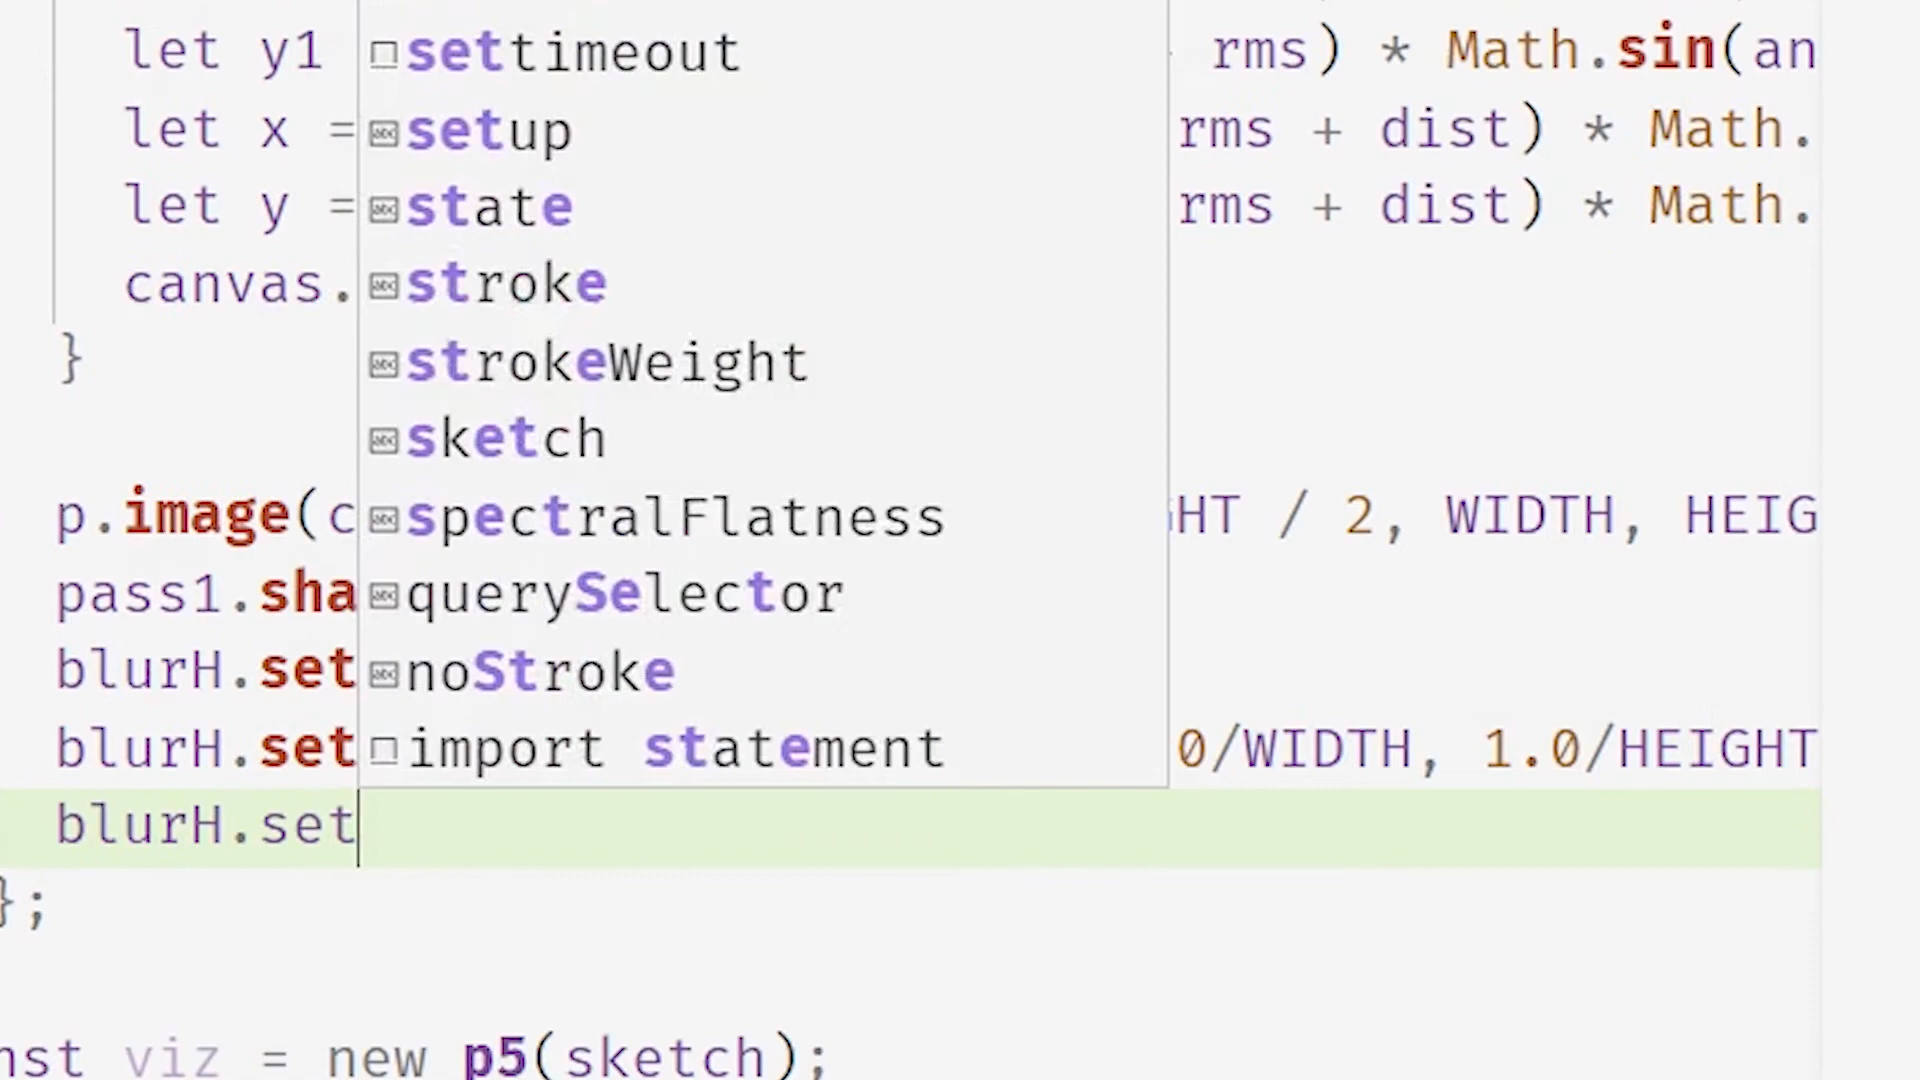 let y1 settimeout rms) * Math.sin(an
let x = setup rms + dist) * Math.
let y = state rms + dist) * Math.
canvas. stroke
} strokeWeight
sketch
p.image(c spectralFlatness HT / 2, WIDTH, HEIG
pass1.sha querySelector
blurH.set noStroke
blurH.set import statement 0/WIDTH, 1.0/HEIGHT
blurH.set
};
nst viz = new p5(sketch);